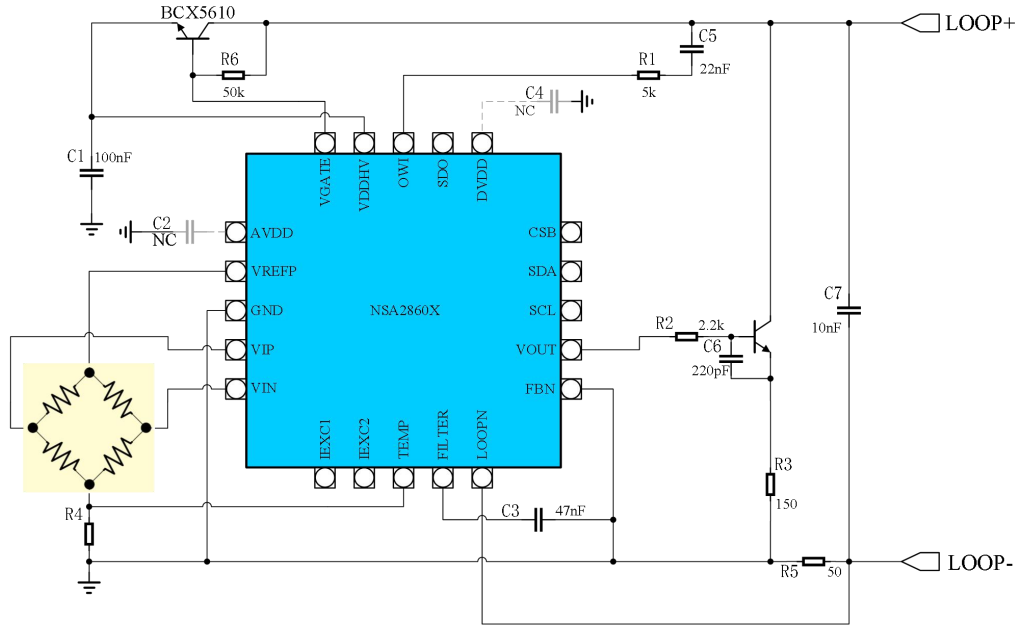 BCX5610
LOOP+
R6
50k
R1
5k
C5
22nF
C4
NC
C1 100nF
VGATE
VDDHV
OWI
SDO
DVDD
C2
NC
AVDD
CSB
VREFP
SDA
GND
NSA2860X
SCL
VIP
VOUT
VIN
FBN
R2 2.2k
C6
220pF
C7
10nF
IEXC1
IEXC2
TEMP
FILTER
LOOPN
R3
150
R4
C3 47nF
R5 50
LOOP-